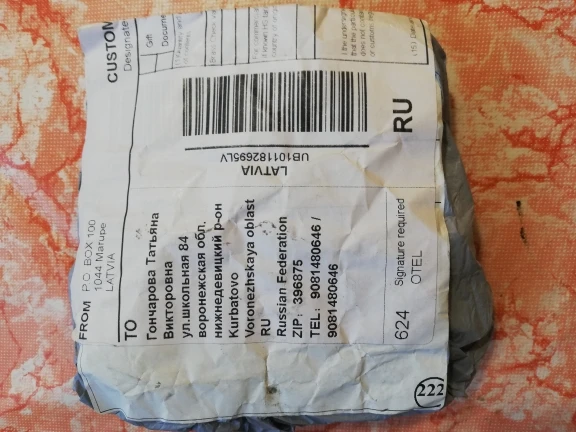 CUSTOM
Designate
Gift
Docume
RU
LATVIA
UB101182695LV
FROM P.O. BOX 100
1044 Marupe
LATVIA
TO
Гончарова Татьяна
Викторовна
ул.школьная 84
воронежская обл.
нижнедевицкий р-он
Kurbatovo
Voronezhskaya oblast
RU
Russian Federation
ZIP: 396875
TEL: 9081480646 /
9081480646
624
Signature required
OTEL
222